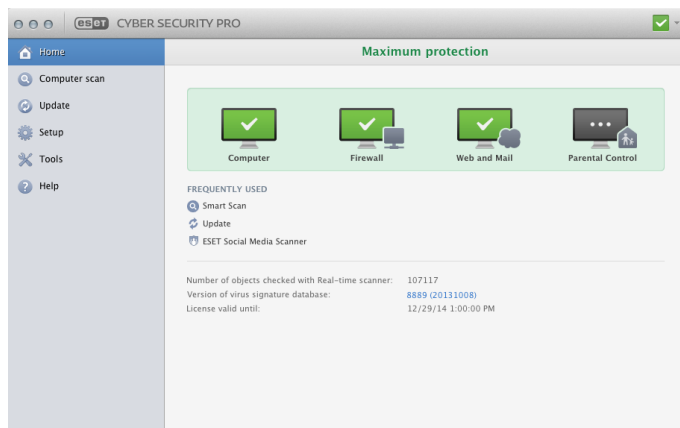 eset CYBER SECURITY PRO
Home
Computer scan
Update
Setup
Tools
Help
Maximum protection
Computer
Firewall
Web and Mail
Parental Control
FREQUENTLY USED
Smart Scan
Update
ESET Social Media Scanner
Number of objects checked with Real-time scanner: 107117
Version of virus signature database: 8889 (20131008)
License valid until: 12/29/14 1:00:00 PM